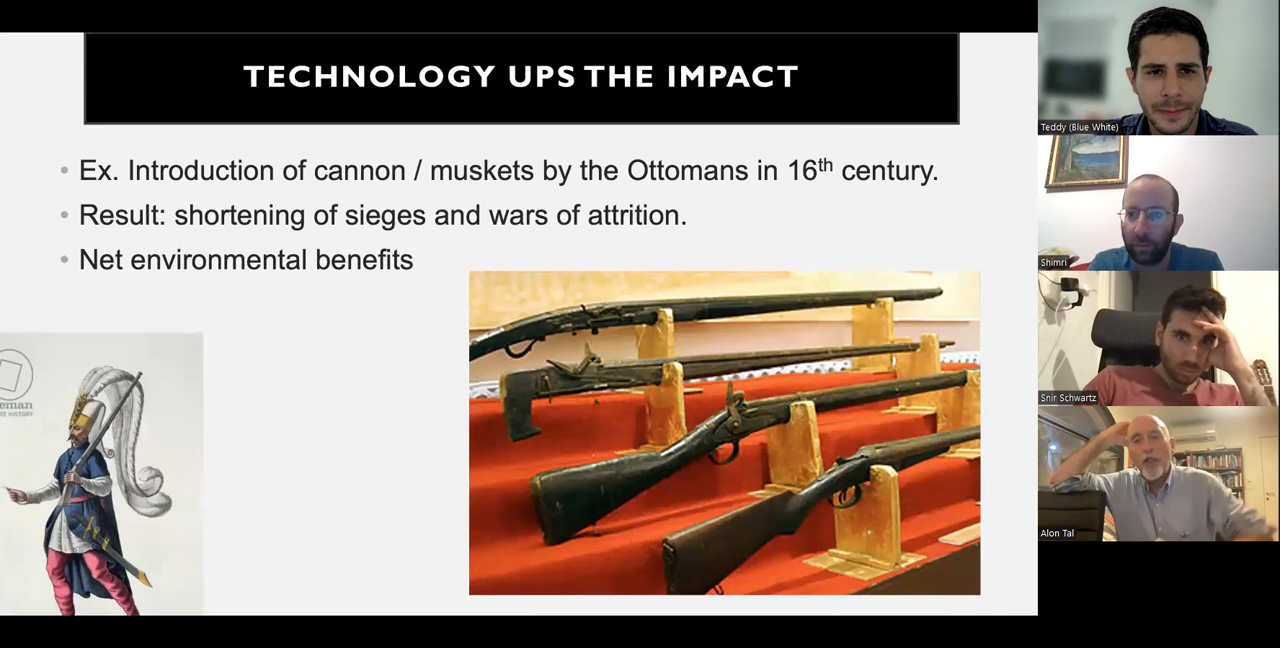 TECHNOLOGY UPS THE IMPACT
• Ex. Introduction of cannon / muskets by the Ottomans in 16th century.
• Result: shortening of sieges and wars of attrition.
• Net environmental benefits
Teddy (Blue White)
Shimri
Snir Schwartz
Alon Tal